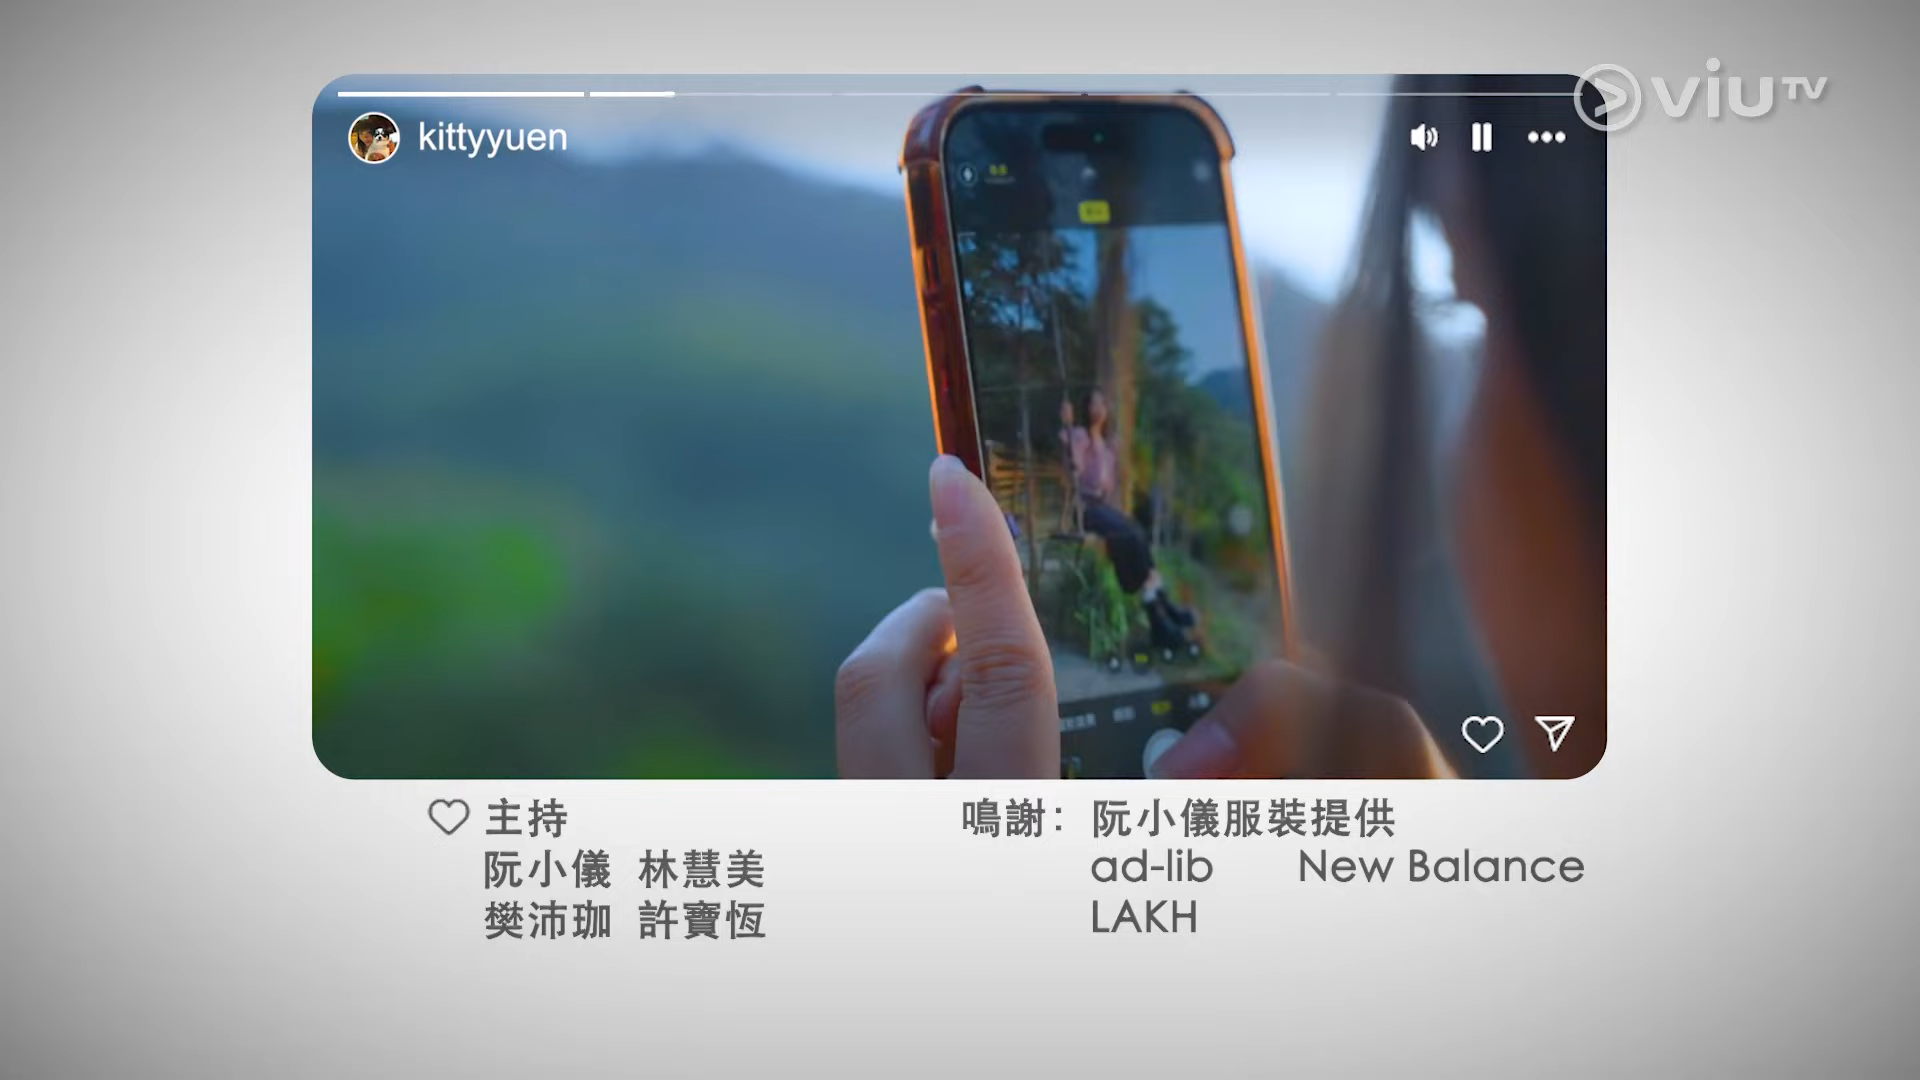 viuTV
kittyyuen
主持
阮小儀 林慧美
樊沛珈 許寶恆
鳴謝：阮小儀服裝提供
ad-lib New Balance
LAKH